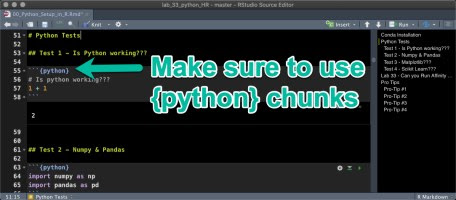 lab_33_python_HR - master - RStudio Source Editor
00_Python_Setup_in_R.Rmd*
Insert
Run
51 # Python Tests
52
53 ## Test 1 - Is Python working???
54
55 ```{python}
56 # Is python working???
57 1 + 1
58 ```
2
59
60
61 ## Test 2 - Numpy & Pandas
62
63 ```{python}
64 import numpy as np
65 import pandas as pd
Make sure to use
{python} chunks
Conda Installation
Python Tests
Test 1 - Is Python working???
Test 2 - Numpy & Pandas
Test 3 - Matplotlib???
Test 4 - Scikit Learn???
Lab 33 - Can you Run Affinity
Pro Tips
Pro-Tip #1
Pro-Tip #2
Pro-Tip #3
Pro-Tip #4
51:15
Python Tests
R Markdown